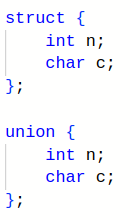 struct {
    int n;
    char c;
};

union {
    int n;
    char c;
};